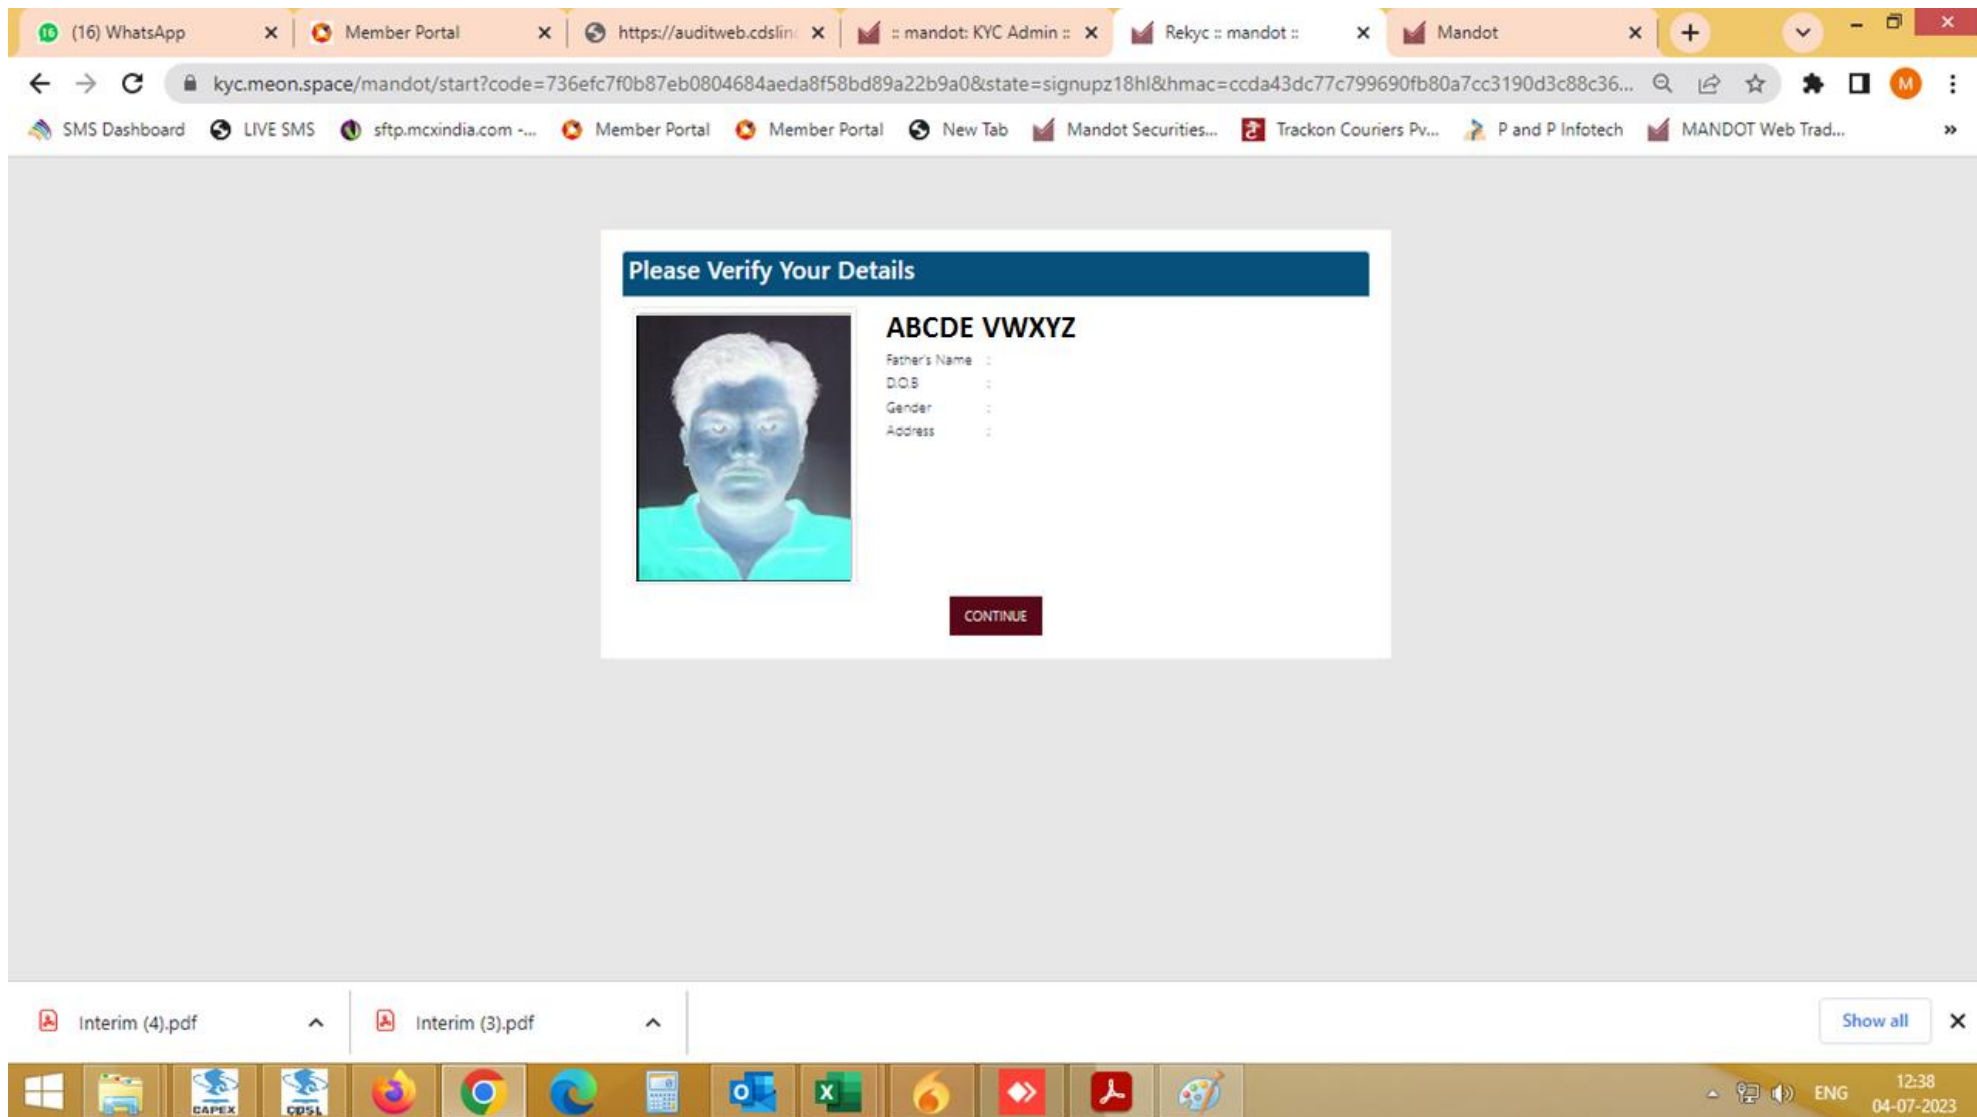 (16) WhatsApp
Member Portal
https://auditweb.cdslin
:: mandot: KYC Admin ::
Rekyc :: mandot ::
Mandot
kyc.meon.space/mandot/start?code=736efc7f0b87eb0804684aeda8f58bd89a22b9a0&state=signupz18hl&hmac=ccda43dc77c799690fb80a7cc3190d3c88c36...
M
SMS Dashboard
LIVE SMS
sftp.mcxindia.com -...
Member Portal
Member Portal
New Tab
Mandot Securities...
Trackon Couriers Pv...
P and P Infotech
MANDOT Web Trad...
Please Verify Your Details
ABCDE VWXYZ
Father's Name :
D.O.B :
Gender :
Address :
CONTINUE
Interim (4).pdf
Interim (3).pdf
Show all
CAPEX
CDSL
ENG
12:38
04-07-2023